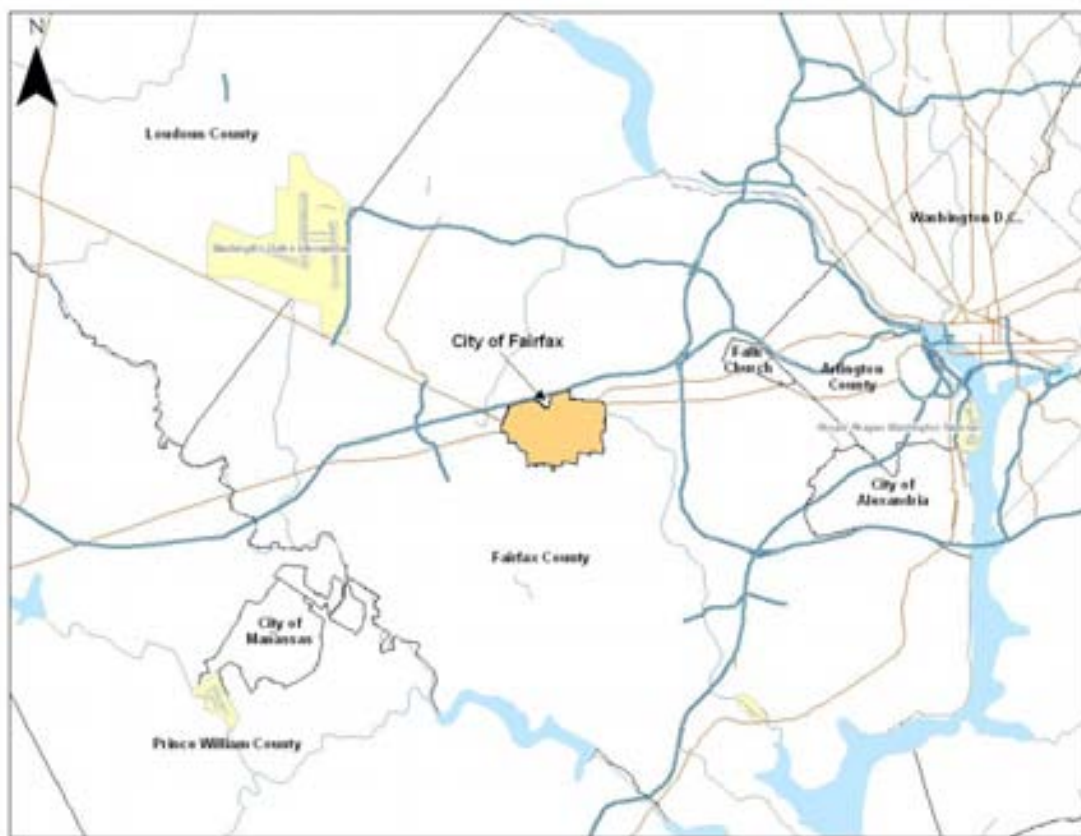 N
Loudoun County
Washington D.C.
City of Fairfax
Falls
Church
Arlington
County
City of
Alexandria
Fairfax County
City of
Manassas
Prince William County